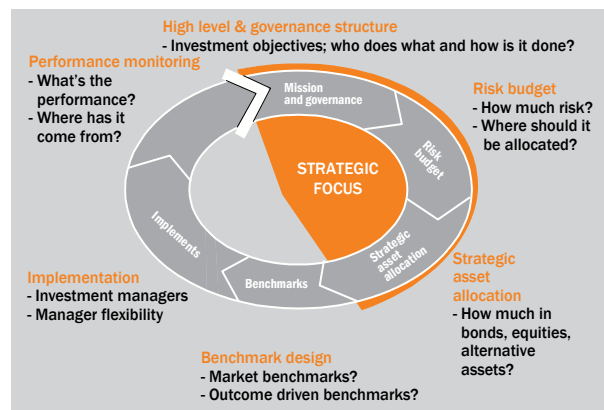 High level & governance structure
- Investment objectives; who does what and how is it done?
Performance monitoring
- What's the
performance?
- Where has it
come from?
Mission
and governance
Risk budget
- How much risk?
- Where should it
be allocated?
Risk
budget
STRATEGIC
FOCUS
Implements
Strategic
asset
allocation
Benchmarks
Strategic
asset
allocation
- How much in
bonds, equities,
alternative
assets?
Implementation
- Investment managers
- Manager flexibility
Benchmark design
- Market benchmarks?
- Outcome driven benchmarks?